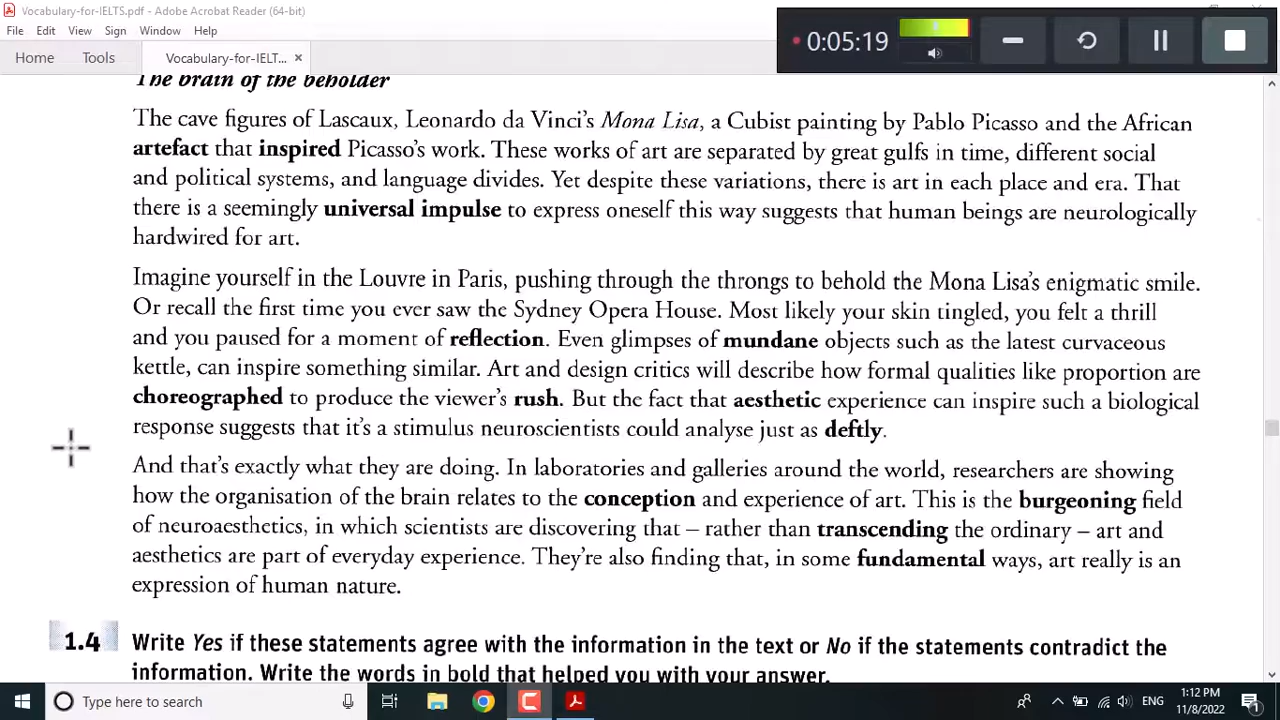 Vocabulary-for-IELTS.pdf - Adobe Acrobat Reader (64-bit)
File Edit View Sign Window Help
0:05:19
Home Tools Vocabulary-for-IELT... ×
The brain of the beholder
The cave figures of Lascaux, Leonardo da Vinci's Mona Lisa, a Cubist painting by Pablo Picasso and the African
artefact that inspired Picasso's work. These works of art are separated by great gulfs in time, different social
and political systems, and language divides. Yet despite these variations, there is art in each place and era. That
there is a seemingly universal impulse to express oneself this way suggests that human beings are neurologically
hardwired for art.
Imagine yourself in the Louvre in Paris, pushing through the throngs to behold the Mona Lisa's enigmatic smile.
Or recall the first time you ever saw the Sydney Opera House. Most likely your skin tingled, you felt a thrill
and you paused for a moment of reflection. Even glimpses of mundane objects such as the latest curvaceous
kettle, can inspire something similar. Art and design critics will describe how formal qualities like proportion are
choreographed to produce the viewer's rush. But the fact that aesthetic experience can inspire such a biological
response suggests that it's a stimulus neuroscientists could analyse just as deftly.
And that's exactly what they are doing. In laboratories and galleries around the world, researchers are showing
how the organisation of the brain relates to the conception and experience of art. This is the burgeoning field
of neuroaesthetics, in which scientists are discovering that – rather than transcending the ordinary – art and
aesthetics are part of everyday experience. They're also finding that, in some fundamental ways, art really is an
expression of human nature.
1.4 Write Yes if these statements agree with the information in the text or No if the statements contradict the
information. Write the words in bold that helped you with your answer.
Type here to search
ENG
1:12 PM
11/8/2022
1